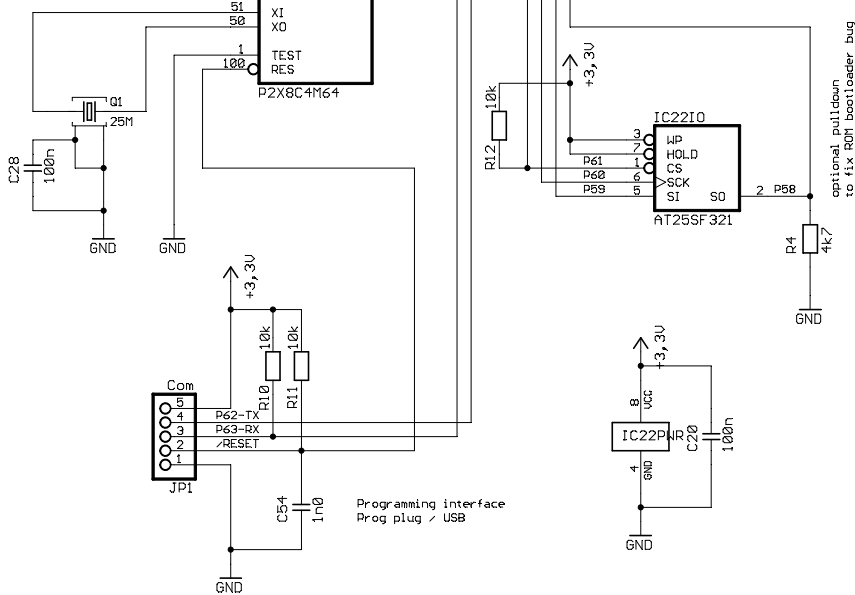 51
XI
50
XO
1
TEST
100
RES
P2X8C4M64
Q1
25M
C28
100n
GND
GND
+3,3V
10k
R12
IC22IO
3
WP
7
HOLD
P61
1
CS
P60
6
SCK
P59
5
SI
SO
2
P58
AT25SF321
optional pulldown
to fix ROM bootloader bug
R4
4k7
GND
+3,3V
10k
10k
R10
R11
Com
5
4
P62-TX
3
P63-RX
2
/RESET
1
JP1
C54
1n0
Programming interface
Prog plug / USB
GND
+3,3V
8
VCC
IC22PWR
C20
100n
4
GND
GND